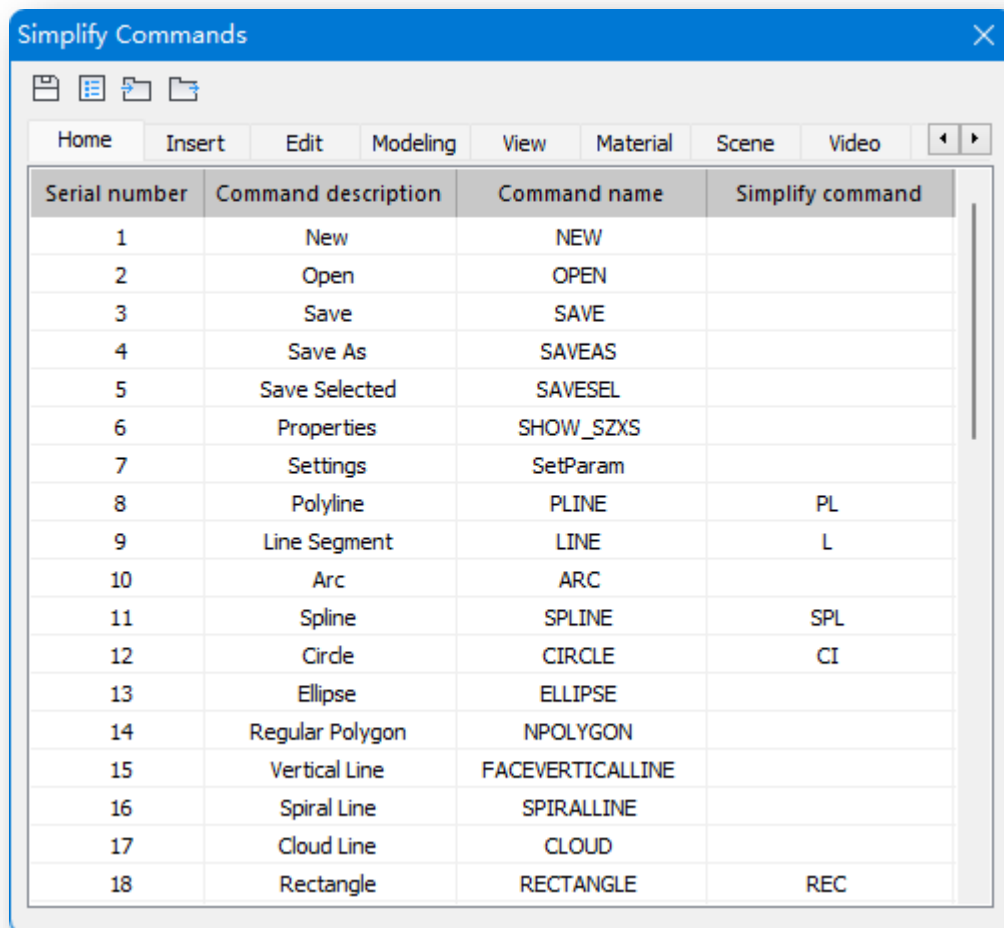 Simplify Commands
Home Insert Edit Modeling View Material Scene Video
Serial number Command description Command name Simplify command
1 New NEW
2 Open OPEN
3 Save SAVE
4 Save As SAVEAS
5 Save Selected SAVESEL
6 Properties SHOW_SZXS
7 Settings SetParam
8 Polyline PLINE PL
9 Line Segment LINE L
10 Arc ARC
11 Spline SPLINE SPL
12 Circle CIRCLE CI
13 Ellipse ELLIPSE
14 Regular Polygon NPOLYGON
15 Vertical Line FACEVERTICALLINE
16 Spiral Line SPIRALLINE
17 Cloud Line CLOUD
18 Rectangle RECTANGLE REC